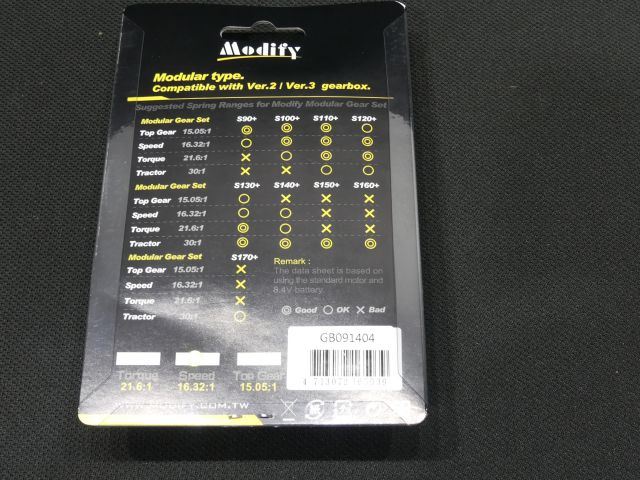 Modify
Modular type.
Compatible with Ver.2 / Ver.3 gearbox.
Suggested Spring Ranges for Modify Modular Gear Set
Modular Gear Set S90+ S100+ S110+ S120+
Top Gear 15.05:1 ◎ ◎ ◎ ○
Speed 16.32:1 ○ ◎ ◎ ◎
Torque 21.6:1 × ○ ◎ ◎
Tractor 30:1 × × ○ ○
Modular Gear Set S130+ S140+ S150+ S160+
Top Gear 15.05:1 ○ × × ×
Speed 16.32:1 ○ ○ × ×
Torque 21.6:1 ◎ ○ × ×
Tractor 30:1 ◎ ◎ ◎ ◎
Modular Gear Set S170+
Top Gear 15.05:1 ×
Speed 16.32:1 ×
Torque 21.6:1 ×
Tractor 30:1 ○
Remark :
The data sheet is based on
using the standard motor and
8.4V battery.
◎ Good ○ OK × Bad
GB091404
Torque Speed Top Gear
21.6:1 16.32:1 15.05:1
WWW.MODIFY.COM.TW